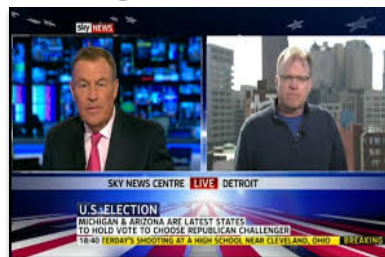 sky NEWS
SKY NEWS CENTRE LIVE DETROIT
U.S. ELECTION
MICHIGAN & ARIZONA ARE LATEST STATES
TO HOLD VOTE TO CHOOSE REPUBLICAN CHALLENGER
18:40 TERDAY'S SHOOTING AT A HIGH SCHOOL NEAR CLEVELAND, OHIO BREAKING